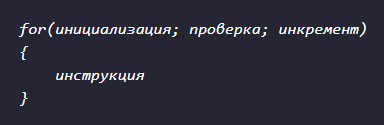 for(инициализация; проверка; инкремент)
{
инструкция
}